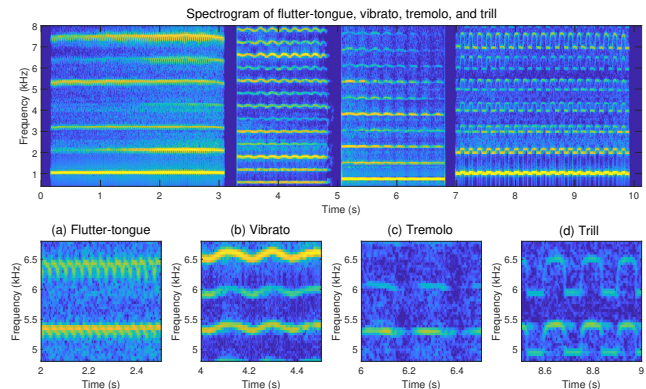 Spectrogram of flutter-tongue, vibrato, tremolo, and trill
Frequency (kHz)
8
7
6
5
4
3
2
1
0 1 2 3 4 5 6 7 8 9 10
Time (s)
(a) Flutter-tongue
Frequency (kHz)
6.5
6
5.5
5
2 2.2 2.4
Time (s)
(b) Vibrato
Frequency (kHz)
6.5
6
5.5
5
4 4.2 4.4
Time (s)
(c) Tremolo
Frequency (kHz)
6.5
6
5.5
5
6 6.2 6.4
Time (s)
(d) Trill
Frequency (kHz)
6.5
6
5.5
5
8.6 8.8 9
Time (s)